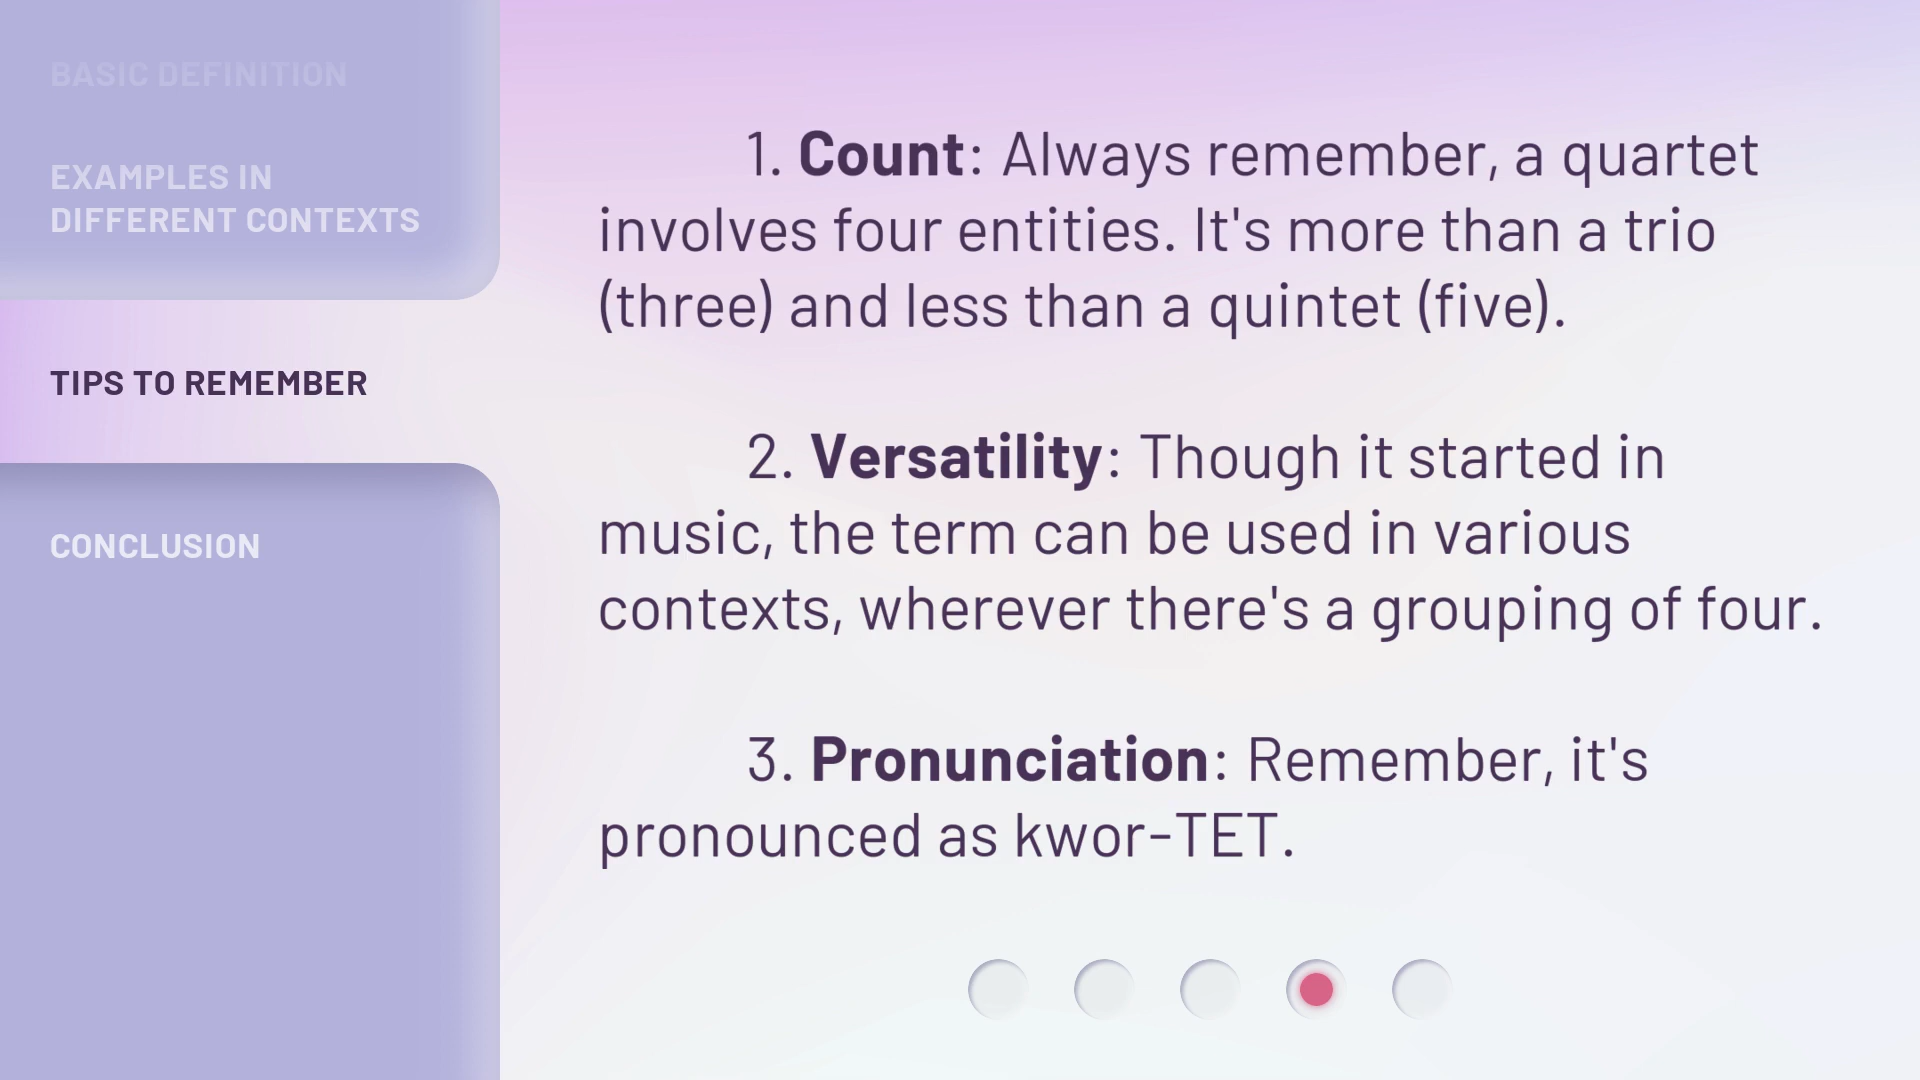 BASIC DEFINITION
EXAMPLES IN
DIFFERENT CONTEXTS
TIPS TO REMEMBER
CONCLUSION
1. Count: Always remember, a quartet
involves four entities. It's more than a trio
(three) and less than a quintet (five).
2. Versatility: Though it started in
music, the term can be used in various
contexts, wherever there's a grouping of four.
3. Pronunciation: Remember, it's
pronounced as kwor-TET.